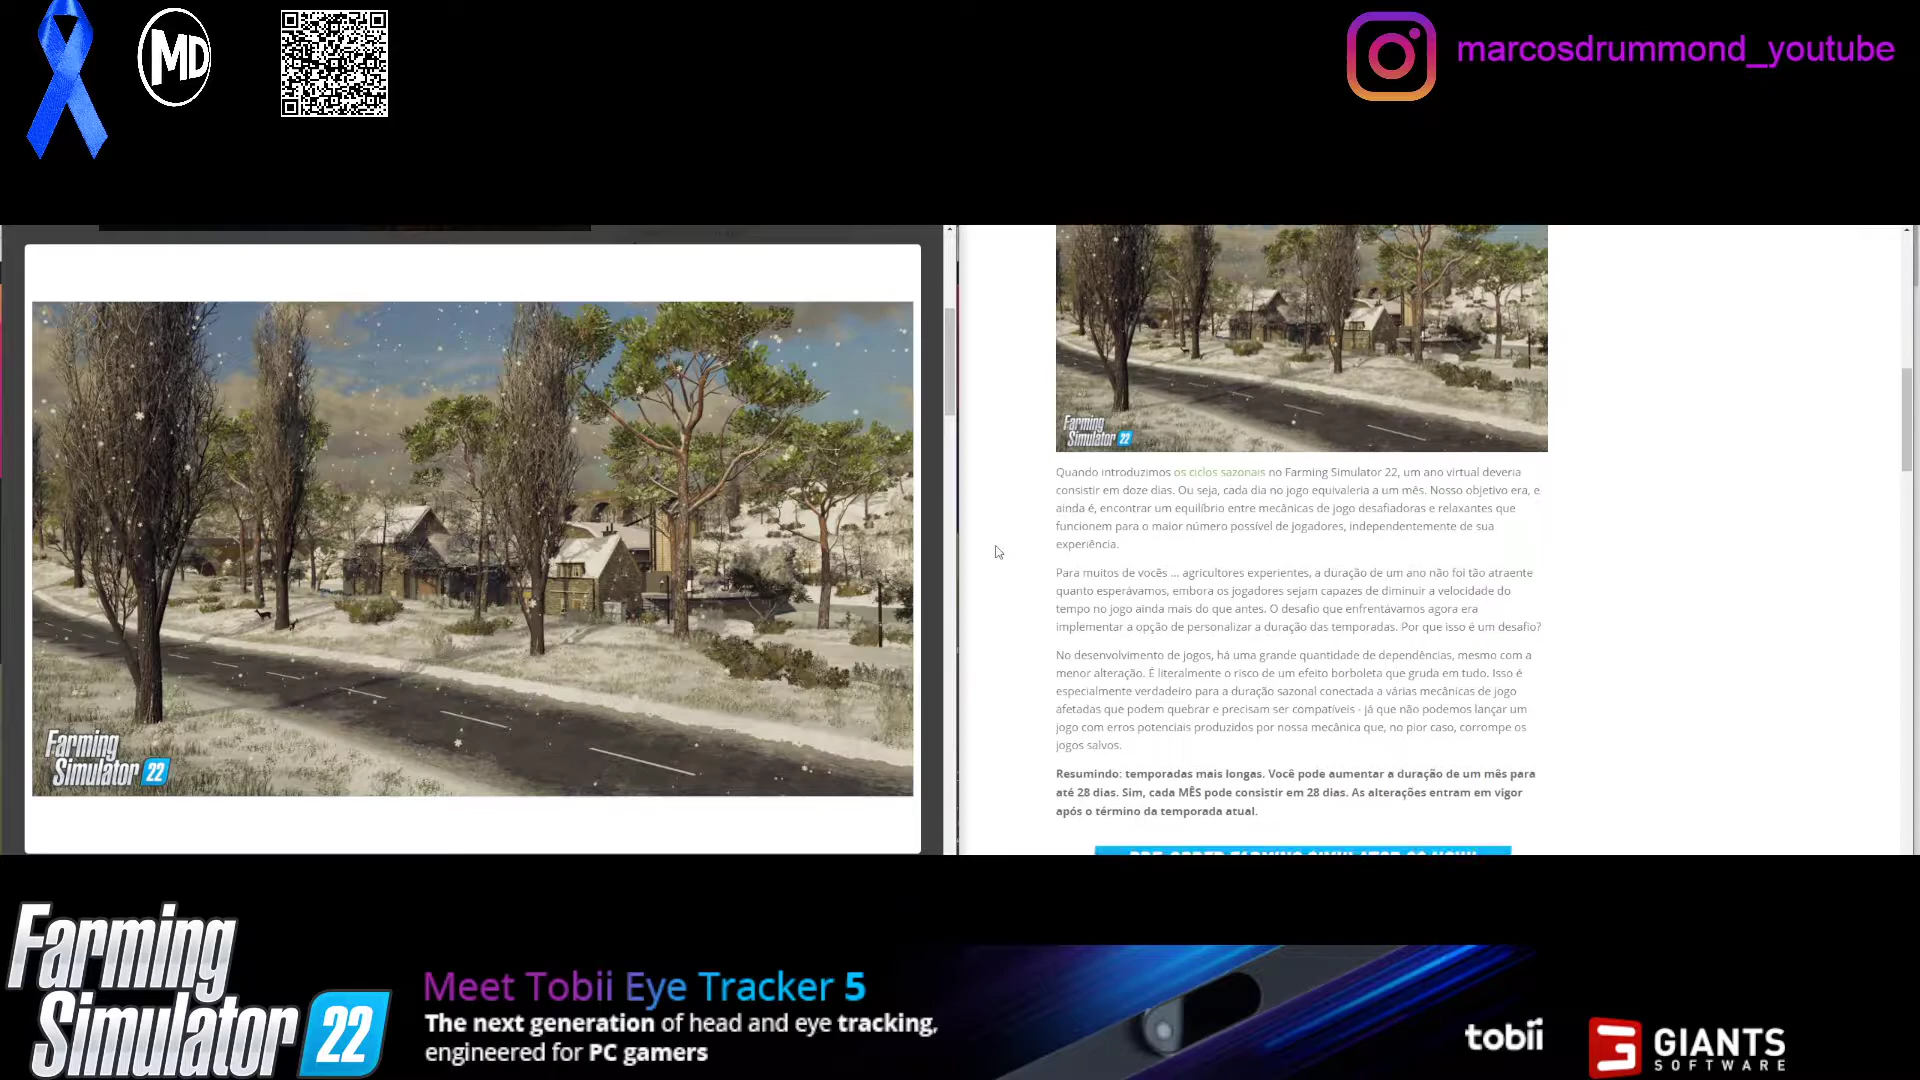 MD
marcosdrummond_youtube
Farming
Simulator 22
Farming
Simulator 22
Quando introduzimos os ciclos sazonais no Farming Simulator 22, um ano virtual deveria
consistir em doze dias. Ou seja, cada dia no jogo equivaleria a um mês. Nosso objetivo era, e
ainda é, encontrar um equilíbrio entre mecânicas de jogo desafiadoras e relaxantes que
funcionem para o maior número possível de jogadores, independentemente de sua
experiência.
Para muitos de vocês ... agricultores experientes, a duração de um ano não foi tão atraente
quanto esperávamos, embora os jogadores sejam capazes de diminuir a velocidade do
tempo no jogo ainda mais do que antes. O desafio que enfrentávamos agora era
implementar a opção de personalizar a duração das temporadas. Por que isso é um desafio?
No desenvolvimento de jogos, há uma grande quantidade de dependências, mesmo com a
menor alteração. É literalmente o risco de um efeito borboleta que gruda em tudo. Isso é
especialmente verdadeiro para a duração sazonal conectada a várias mecânicas de jogo
afetadas que podem quebrar e precisam ser compatíveis - já que não podemos lançar um
jogo com erros potenciais produzidos por nossa mecânica que, no pior caso, corrompe os
jogos salvos.
Resumindo: temporadas mais longas. Você pode aumentar a duração de um mês para
até 28 dias. Sim, cada MÊS pode consistir em 28 dias. As alterações entram em vigor
após o término da temporada atual.
Farming
Simulator 22
Meet Tobii Eye Tracker 5
The next generation of head and eye tracking,
engineered for PC gamers
tobii
GIANTS
SOFTWARE